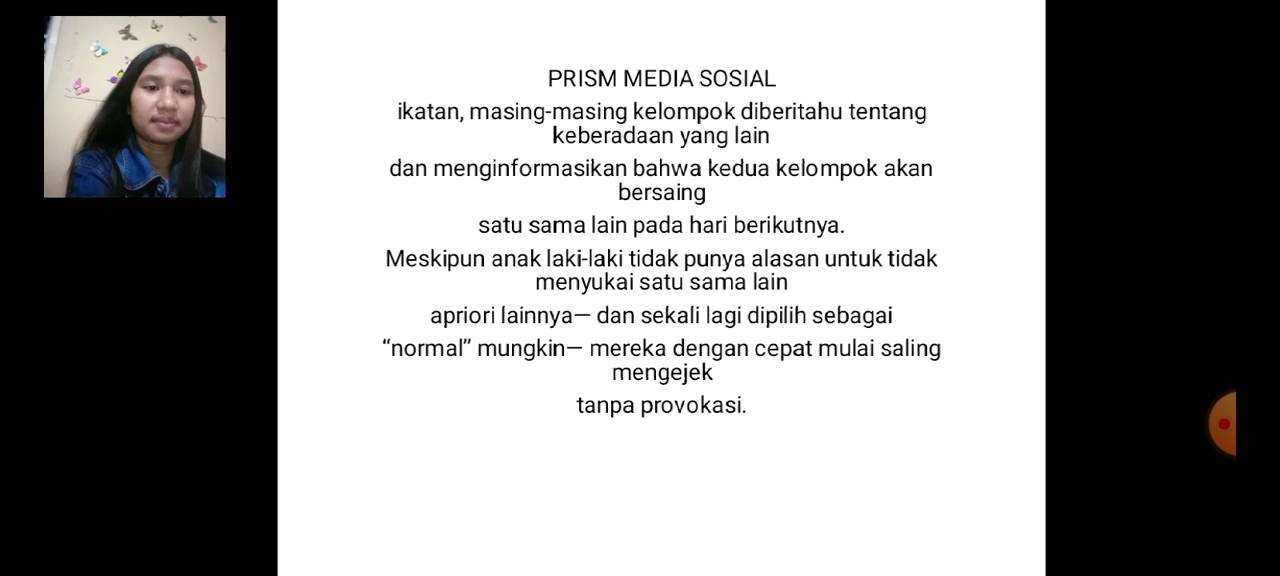 PRISM MEDIA SOSIAL
ikatan, masing-masing kelompok diberitahu tentang
keberadaan yang lain
dan menginformasikan bahwa kedua kelompok akan
bersaing
satu sama lain pada hari berikutnya.
Meskipun anak laki-laki tidak punya alasan untuk tidak
menyukai satu sama lain
apriori lainnya— dan sekali lagi dipilih sebagai
“normal” mungkin— mereka dengan cepat mulai saling
mengejek
tanpa provokasi.